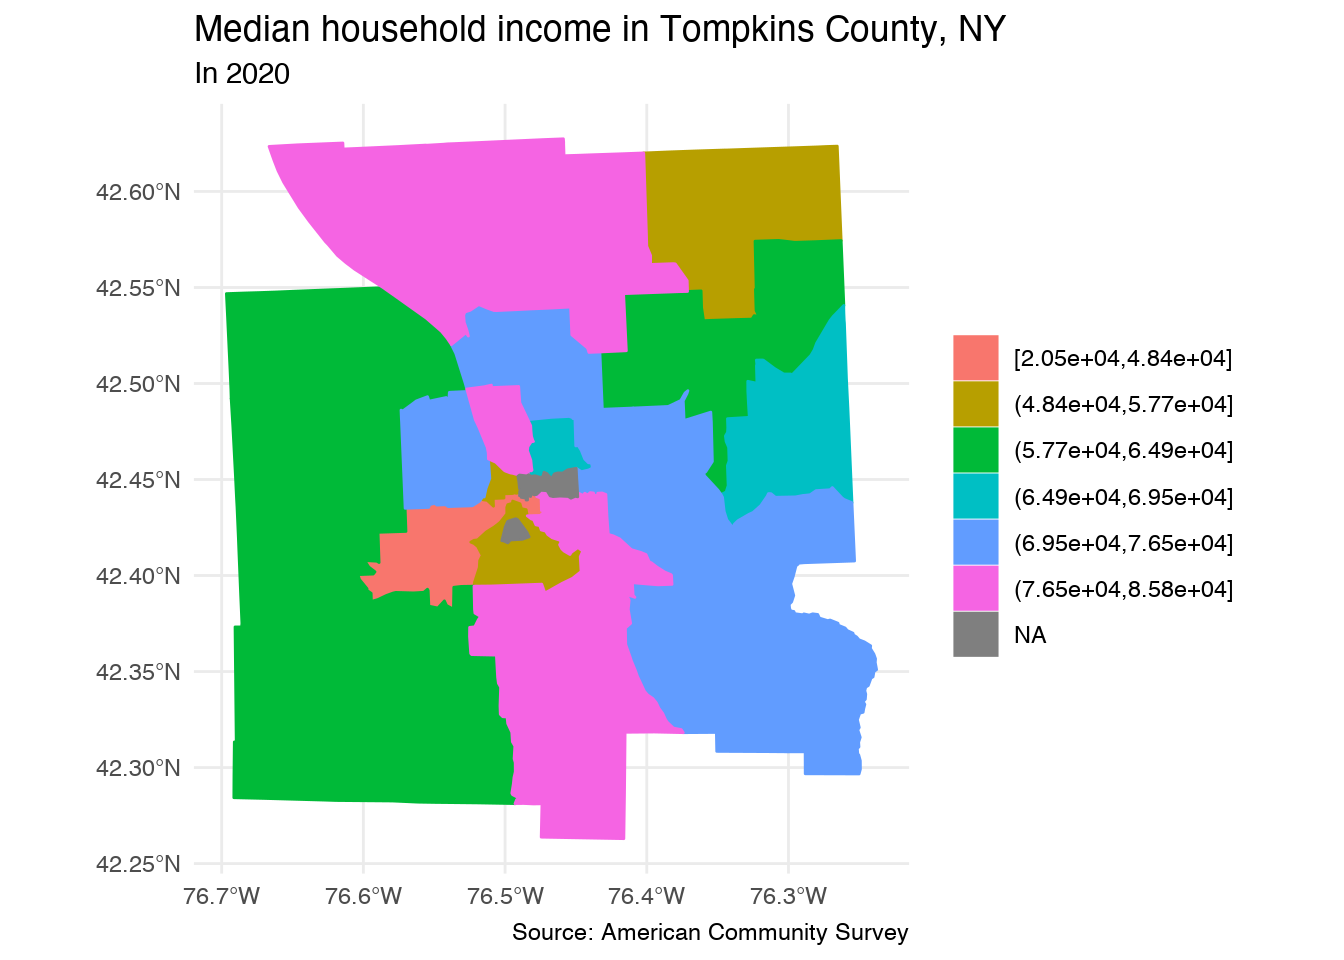 Median household income in Tompkins County, NY
In 2020
42.60°N
42.55°N
42.50°N
42.45°N
42.40°N
42.35°N
42.30°N
42.25°N
76.7°W
76.6°W
76.5°W
76.4°W
76.3°W
[2.05e+04,4.84e+04]
(4.84e+04,5.77e+04]
(5.77e+04,6.49e+04]
(6.49e+04,6.95e+04]
(6.95e+04,7.65e+04]
(7.65e+04,8.58e+04]
NA
Source: American Community Survey